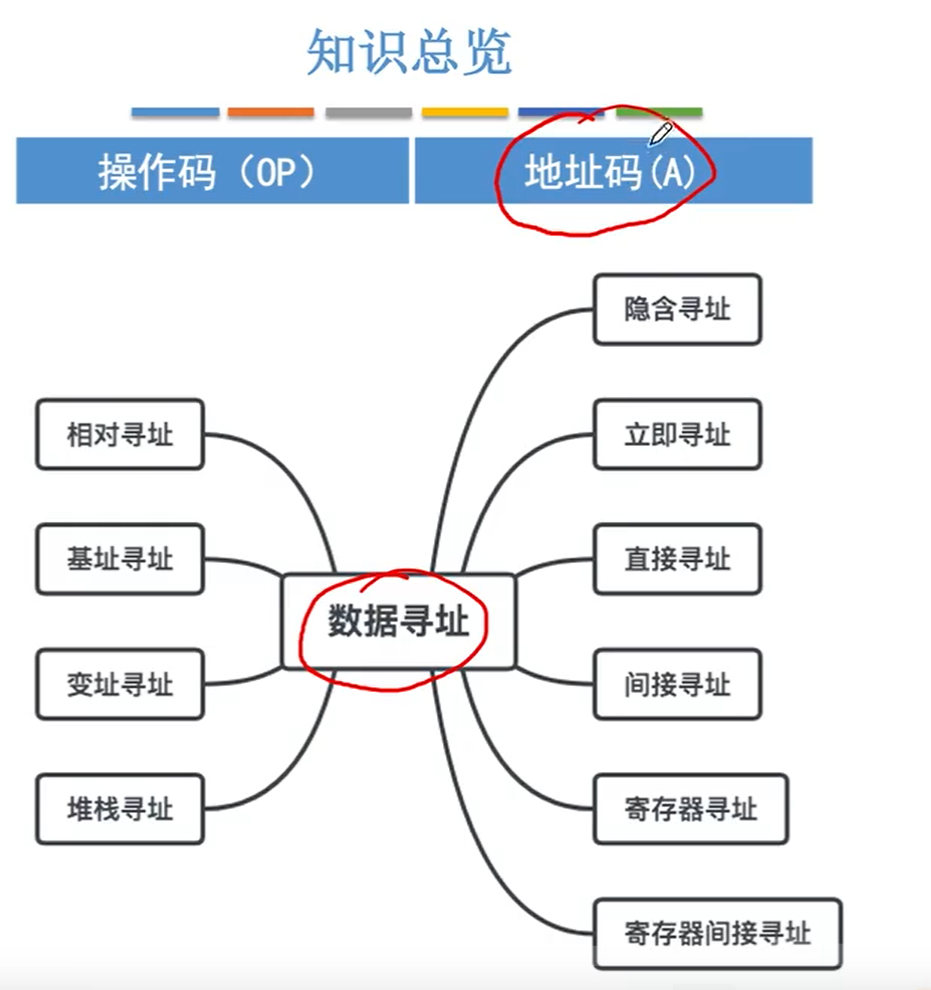 知识总览
操作码（OP）
地址码(A)
隐含寻址
相对寻址
立即寻址
基址寻址
直接寻址
数据寻址
变址寻址
间接寻址
堆栈寻址
寄存器寻址
寄存器间接寻址